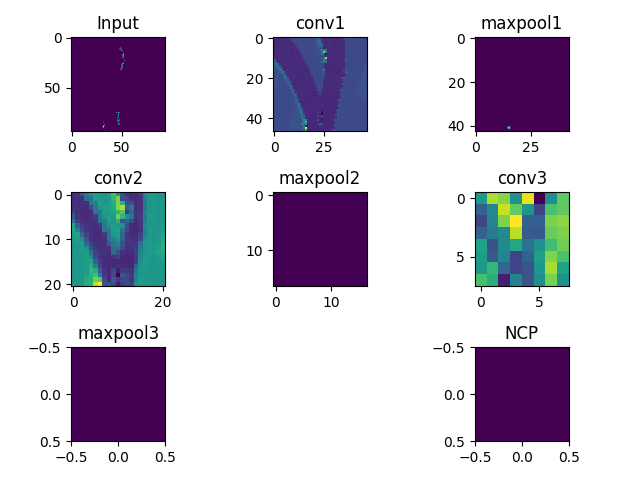 Input conv1 maxpool1
0 0 0
50 20 20
40 40
0 50 0 25 0 25
conv2 maxpool2 conv3
0 0 0
10 10 5
20
0 20 0 10 0 5
maxpool3 NCP
−0.5 −0.5
0.0 0.0
0.5 0.5
−0.5 0.0 0.5 −0.5 0.0 0.5